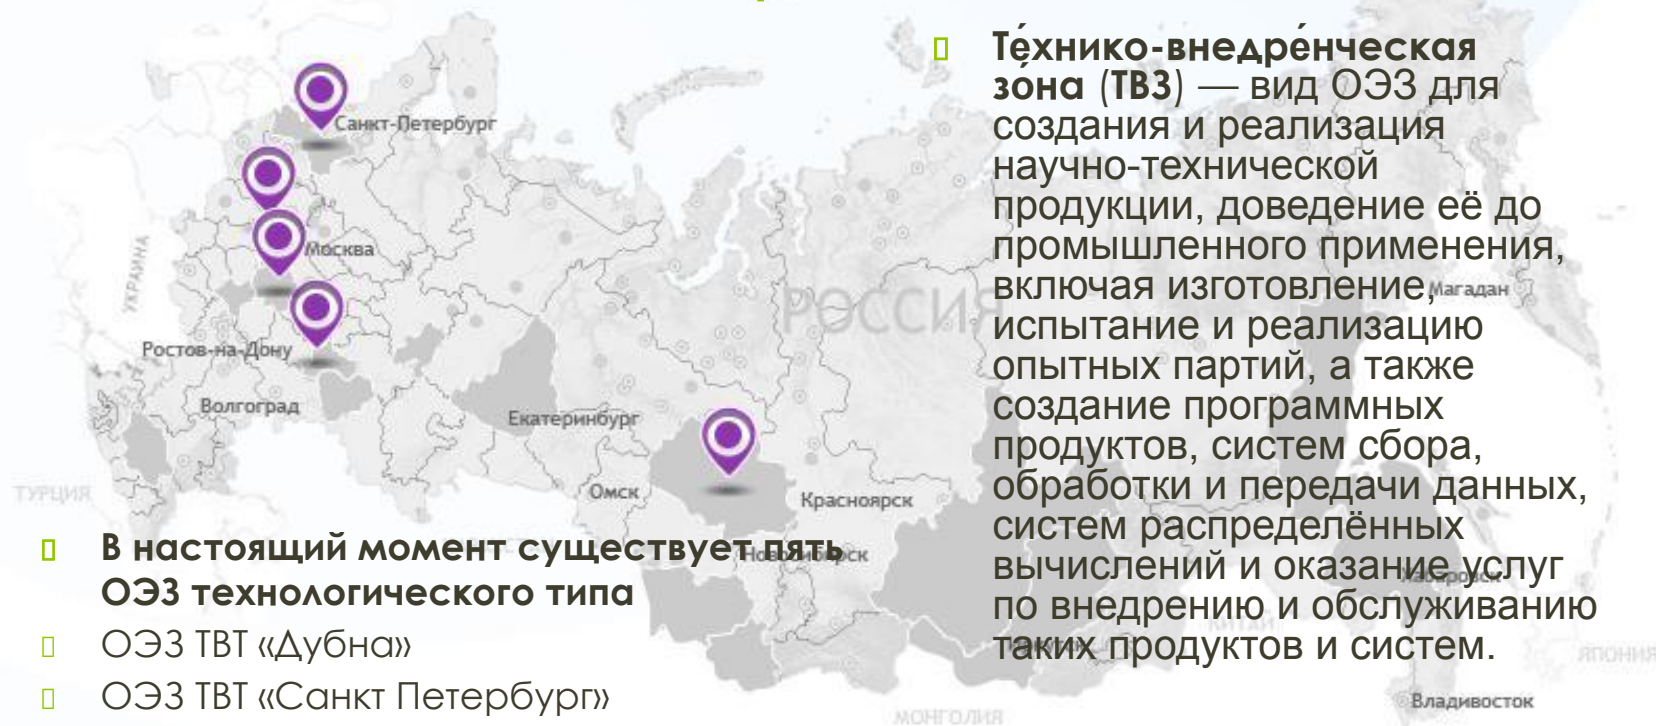 Те́хнико-внедре́нческая
зо́на (ТВЗ) — вид ОЭЗ для
создания и реализация
научно-технической
продукции, доведение её до
промышленного применения,
включая изготовление,
испытание и реализацию
опытных партий, а также
создание программных
продуктов, систем сбора,
обработки и передачи данных,
систем распределённых
вычислений и оказание услуг
по внедрению и обслуживанию
таких продуктов и систем.
В настоящий момент существует пять
ОЭЗ технологического типа
ОЭЗ ТВТ «Дубна»
ОЭЗ ТВТ «Санкт Петербург»
Санкт-Петербург
Москва
УКРАИНА
РОССИЯ
Магадан
Ростов-на-Дону
Волгоград
Екатеринбург
Омск
Красноярск
ТУРЦИЯ
Новосибирск
Хабаровск
КИТАЙ
ЯПОНИЯ
Владивосток
МОНГОЛИЯ